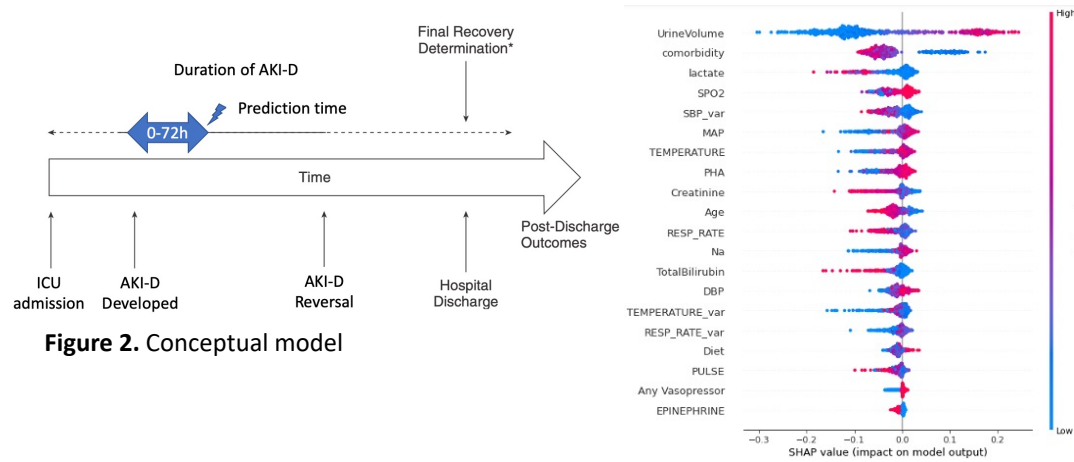 Final Recovery
Determination*
Duration of AKI-D
Prediction time
0-72h
Time
Post-Discharge
Outcomes
ICU
admission
AKI-D
Developed
AKI-D
Reversal
Hospital
Discharge
Figure 2. Conceptual model
High
UrineVolume
comorbidity
lactate
SPO2
SBP_var
MAP
TEMPERATURE
PHA
Creatinine
Age
RESP_RATE
Na
TotalBilirubin
DBP
TEMPERATURE_var
RESP_RATE_var
Diet
PULSE
Any Vasopressor
EPINEPHRINE
Low
−0.3 −0.2 −0.1 0.0 0.1 0.2
SHAP value (impact on model output)